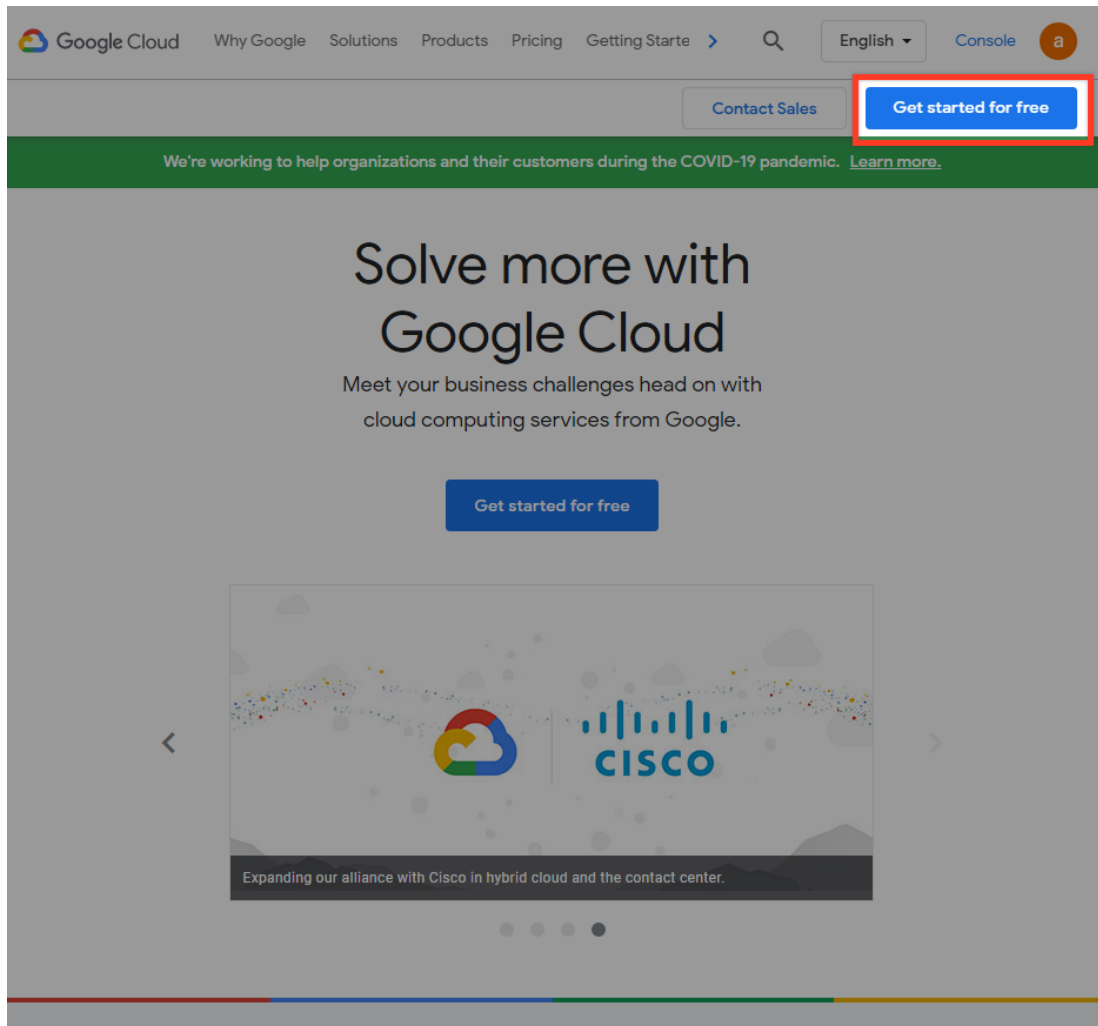 Google Cloud Why Google Solutions Products Pricing Getting Starte English Console a
Contact Sales Get started for free
We're working to help organizations and their customers during the COVID-19 pandemic. Learn more.
Solve more with
Google Cloud
Meet your business challenges head on with
cloud computing services from Google.
Get started for free
CISCO
Expanding our alliance with Cisco in hybrid cloud and the contact center.